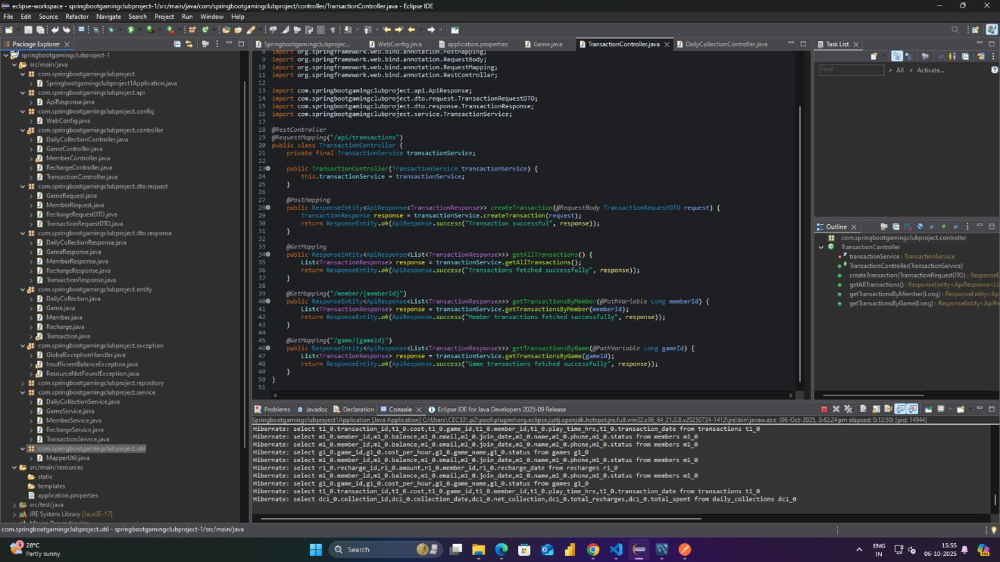 eclipse-workspace - springbootgamingclubproject-1/src/main/java/com/springbootgamingclubproject/controller/TransactionController.java - Eclipse IDE
File Edit Source Refactor Navigate Search Project Run Window Help
Package Explorer
springbootgamingclubproject-1
src/main/java
com.springbootgamingclubproject
Springbootgamingclubproject1Application.java
com.springbootgamingclubproject.api
ApiResponse.java
com.springbootgamingclubproject.config
WebConfig.java
com.springbootgamingclubproject.controller
DailyCollectionController.java
GameController.java
MemberController.java
RechargeController.java
TransactionController.java
com.springbootgamingclubproject.dto.request
GameRequest.java
MemberRequest.java
RechargeRequestDTO.java
TransactionRequestDTO.java
com.springbootgamingclubproject.dto.response
DailyCollectionResponse.java
GameResponse.java
MemberResponse.java
RechargeResponse.java
TransactionResponse.java
com.springbootgamingclubproject.entity
DailyCollection.java
Game.java
Member.java
Recharge.java
Transaction.java
com.springbootgamingclubproject.exception
GlobalExceptionHandler.java
InsufficientBalanceException.java
ResourceNotFoundException.java
com.springbootgamingclubproject.repository
com.springbootgamingclubproject.service
DailyCollectionService.java
GameService.java
MemberService.java
RechargeService.java
TransactionService.java
com.springbootgamingclubproject.util
MapperUtil.java
src/main/resources
static
templates
application.properties
src/test/java
JRE System Library [JavaSE-17]
Maven Dependencies
Springbootgamingclubprojec... WebConfig.java application.properties Game.java TransactionController.java DailyCollectionController.java
8 import org.springframework.web.bind.annotation.PostMapping;
9 import org.springframework.web.bind.annotation.RequestBody;
10 import org.springframework.web.bind.annotation.RequestMapping;
11 import org.springframework.web.bind.annotation.RestController;
12
13 import com.springbootgamingclubproject.api.ApiResponse;
14 import com.springbootgamingclubproject.dto.request.TransactionRequestDTO;
15 import com.springbootgamingclubproject.dto.response.TransactionResponse;
16 import com.springbootgamingclubproject.service.TransactionService;
17
18 @RestController
19 @RequestMapping("/api/transactions")
20 public class TransactionController {
21 private final TransactionService transactionService;
22
23 public TransactionController(TransactionService transactionService) {
24 this.transactionService = transactionService;
25 }
26
27 @PostMapping
28 public ResponseEntity<ApiResponse<TransactionResponse>> createTransaction(@RequestBody TransactionRequestDTO request) {
29 TransactionResponse response = transactionService.createTransaction(request);
30 return ResponseEntity.ok(ApiResponse.success("Transaction successful", response));
31 }
32
33 @GetMapping
34 public ResponseEntity<ApiResponse<List<TransactionResponse>>> getAllTransactions() {
35 List<TransactionResponse> response = transactionService.getAllTransactions();
36 return ResponseEntity.ok(ApiResponse.success("Transactions fetched successfully", response));
37 }
38
39 @GetMapping("/member/{memberId}")
40 public ResponseEntity<ApiResponse<List<TransactionResponse>>> getTransactionsByMember(@PathVariable Long memberId) {
41 List<TransactionResponse> response = transactionService.getTransactionsByMember(memberId);
42 return ResponseEntity.ok(ApiResponse.success("Member transactions fetched successfully", response));
43 }
44
45 @GetMapping("/game/{gameId}")
46 public ResponseEntity<ApiResponse<List<TransactionResponse>>> getTransactionsByGame(@PathVariable Long gameId) {
47 List<TransactionResponse> response = transactionService.getTransactionsByGame(gameId);
48 return ResponseEntity.ok(ApiResponse.success("Game transactions fetched successfully", response));
49 }
50 }
51
Task List
Find All Activate...
Outline
com.springbootgamingclubproject.controller
TransactionController
transactionService : TransactionService
TransactionController(TransactionService)
createTransaction(TransactionRequestDTO) : ResponseE
getAllTransactions() : ResponseEntity<ApiResponse<Lis
getTransactionsByMember(Long) : ResponseEntity<Ap
getTransactionsByGame(Long) : ResponseEntity<ApiRe
Problems Javadoc Declaration Console Eclipse IDE for Java Developers 2025-09 Release
Springbootgamingclubproject1Application [Java Application] C:\Users\CEC53\.p2\pool\plugins\org.eclipse.justj.openjdk.hotspot.jre.full.win32.x86_64_21.0.8.v20250724-1412\jre\bin\javaw.exe (06-Oct-2025, 3:42:24 pm elapsed: 0:12:50) [pid: 14944]
Hibernate: select t1_0.transaction_id,t1_0.cost,t1_0.game_id,t1_0.member_id,t1_0.play_time_hrs,t1_0.transaction_date from transactions t1_0
Hibernate: select m1_0.member_id,m1_0.balance,m1_0.email,m1_0.join_date,m1_0.name,m1_0.phone,m1_0.status from members m1_0
Hibernate: select m1_0.member_id,m1_0.balance,m1_0.email,m1_0.join_date,m1_0.name,m1_0.phone,m1_0.status from members m1_0
Hibernate: select g1_0.game_id,g1_0.cost_per_hour,g1_0.game_name,g1_0.status from games g1_0
Hibernate: select m1_0.member_id,m1_0.balance,m1_0.email,m1_0.join_date,m1_0.name,m1_0.phone,m1_0.status from members m1_0
Hibernate: select r1_0.recharge_id,r1_0.amount,r1_0.member_id,r1_0.recharge_date from recharges r1_0
Hibernate: select m1_0.member_id,m1_0.balance,m1_0.email,m1_0.join_date,m1_0.name,m1_0.phone,m1_0.status from members m1_0
Hibernate: select g1_0.game_id,g1_0.cost_per_hour,g1_0.game_name,g1_0.status from games g1_0
Hibernate: select t1_0.transaction_id,t1_0.cost,t1_0.game_id,t1_0.member_id,t1_0.play_time_hrs,t1_0.transaction_date from transactions t1_0
Hibernate: select dc1_0.collection_id,dc1_0.collection_date,dc1_0.net_collection,dc1_0.total_recharges,dc1_0.total_spent from daily_collections dc1_0
com.springbootgamingclubproject.util - springbootgamingclubproject-1/src/main/java
28°C
Partly sunny
Search
ENG
IN
15:55
06-10-2025